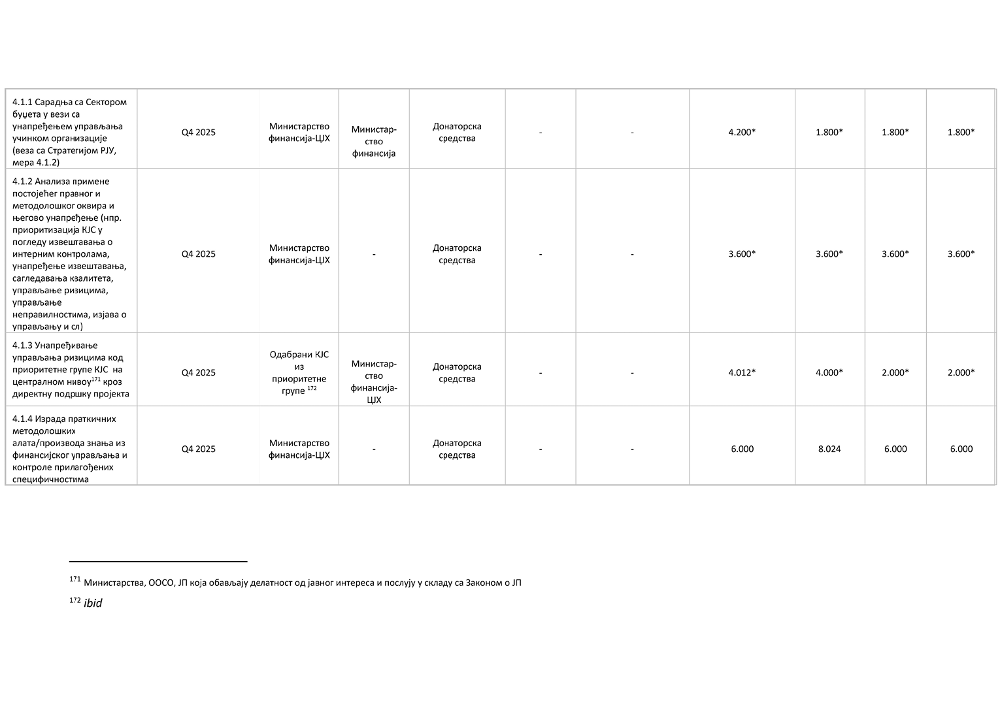 4.1.1 Сарадња са Сектором
буџета у вези са
унапређењем управљања
учинком организације
(веза са Стратегијом РЈУ,
мера 4.1.2)
Q4 2025
Министарство
финансија-ЦЈХ
Министар-
ство
финансија
Донаторска
средства
-
-
4.200*
1.800*
1.800*
1.800*
4.1.2 Анализа примене
постојећег правног и
методолошког оквира и
његово унапређење (нпр.
приоритизација КЈС у
погледу извештавања о
интерним контролама,
унапређење извештавања,
сагледавања квалитета,
управљање ризицима,
управљање
неправилностима, изјава о
управљању и сл)
Q4 2025
Министарство
финансија-ЦЈХ
-
Донаторска
средства
-
-
3.600*
3.600*
3.600*
3.600*
4.1.3 Унапређивање
управљања ризицима код
приоритетне групе КЈС на
централном нивоу171 кроз
директну подршку пројекта
Q4 2025
Одабрани КЈС
из
приоритетне
групе 172
Министар-
ство
финансија-
ЦЈХ
Донаторска
средства
-
-
4.012*
4.000*
2.000*
2.000*
4.1.4 Израда праткичних
методолошких
алата/производа знања из
финансијског управљања и
контроле прилагођених
специфичностима
Q4 2025
Министарство
финансија-ЦЈХ
-
Донаторска
средства
-
-
6.000
8.024
6.000
6.000
171 Министарства, ООСО, ЈП која обављају делатност од јавног интереса и послују у складу са Законом о ЈП
172 ibid